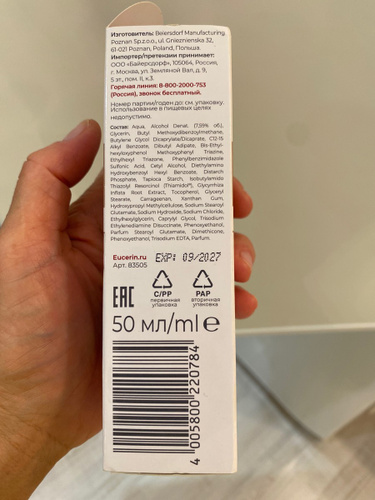 Изготовитель: Beiersdorf Manufacturing
Poznan Sp.z.o.o., ul. Gnieznienska 32,
61-021 Poznan, Poland, Польша.
Импортер/претензии принимает:
ООО «Байерсдорф», 105064, Россия,
г. Москва, ул. Земляной Вал, д. 9,
5 эт., пом. II, к.3.
Горячая линия: 8-800-2000-753
(Россия), звонок бесплатный.
Номер партии/годен до: см. упаковку.
Использование в пищевых целях
недопустимо.
Состав: Aqua, Alcohol Denat. (7,59% об.),
Glycerin, Butyl Methoxydibenzoylmethane,
Butylene Glycol Dicaprylate/Dicaprate, C12-15
Alkyl Benzoate, Dibutyl Adipate, Bis-Ethyl-
hexyloxyphenol Methoxyphenyl Triazine,
Ethylhexyl Triazone, Phenylbenzimidazole
Sulfonic Acid, Cetyl Alcohol, Diethylamino
Hydroxybenzoyl Hexyl Benzoate, Distarch
Phosphate, Tapioca Starch, Isobutylamido
Thiazolyl Resorcinol (Thiamidol®), Glycyrrhiza
Inflata Root Extract, Tocopherol, Glyceryl
Stearate, Carrageenan, Xanthan Gum,
Hydroxypropyl Methylcellulose, Sodium Stearoyl
Glutamate, Sodium Hydroxide, Sodium Chloride,
Ethylhexylglycerin, Caprylyl Glycol, Trisodium
Ethylenediamine Disuccinate, Phenoxyethanol,
Parfum Stearoyl Glutamate, Dimethicone,
Phenoxyethanol, Trisodium EDTA, Parfum.
Eucerin.ru
Арт. 83505
EXP: 09/2027
EAC
C/PP
первичная
упаковка
PAP
вторичная
упаковка
50 мл/ml ℮
4 005800 220784